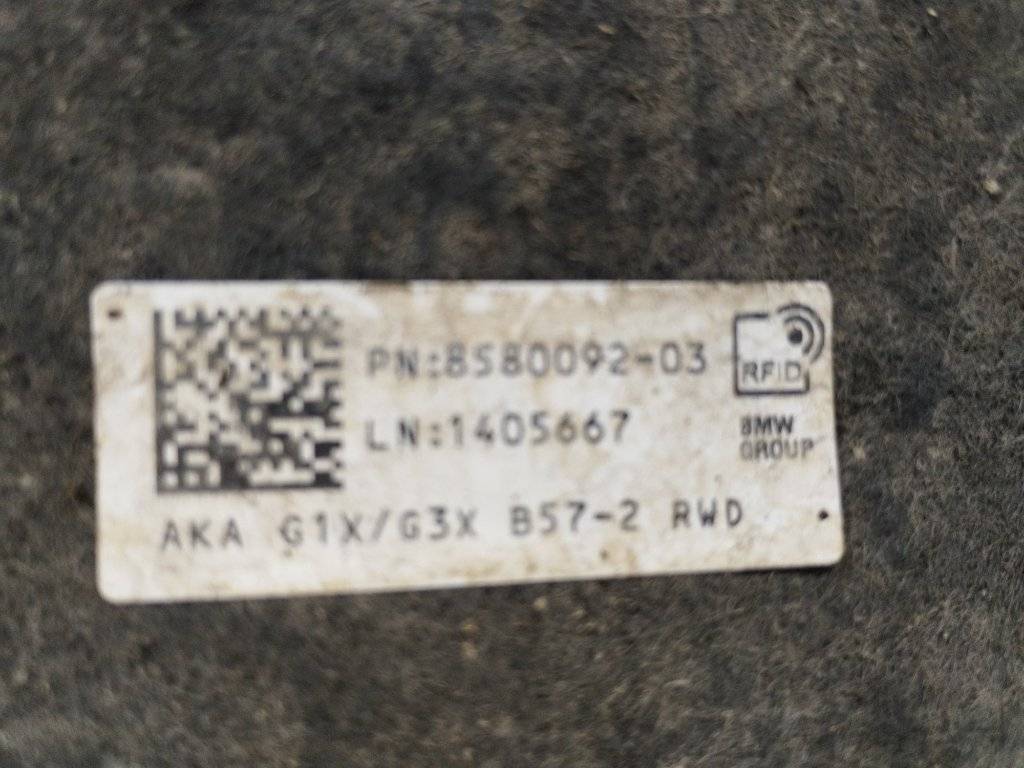 PN:8580092-03
RFID
LN:1405667
BMW
GROUP
AKA G1X/G3X B57-2 RWD